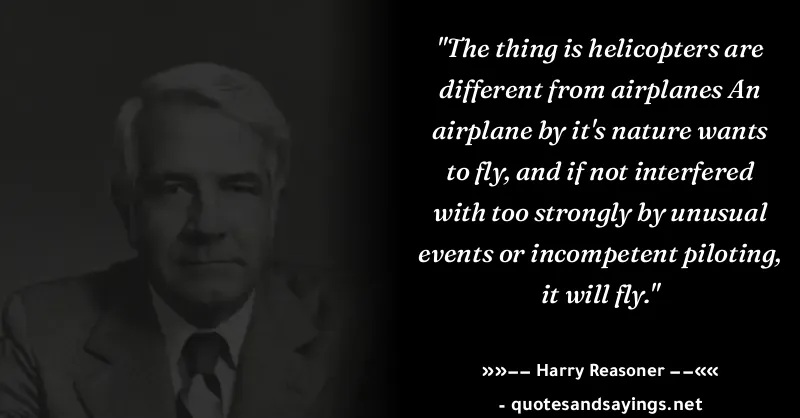 "The thing is helicopters are
different from airplanes An
airplane by it's nature wants
to fly, and if not interfered
with too strongly by unusual
events or incompetent piloting,
it will fly."
»»−− Harry Reasoner −−««
- quotesandsayings.net